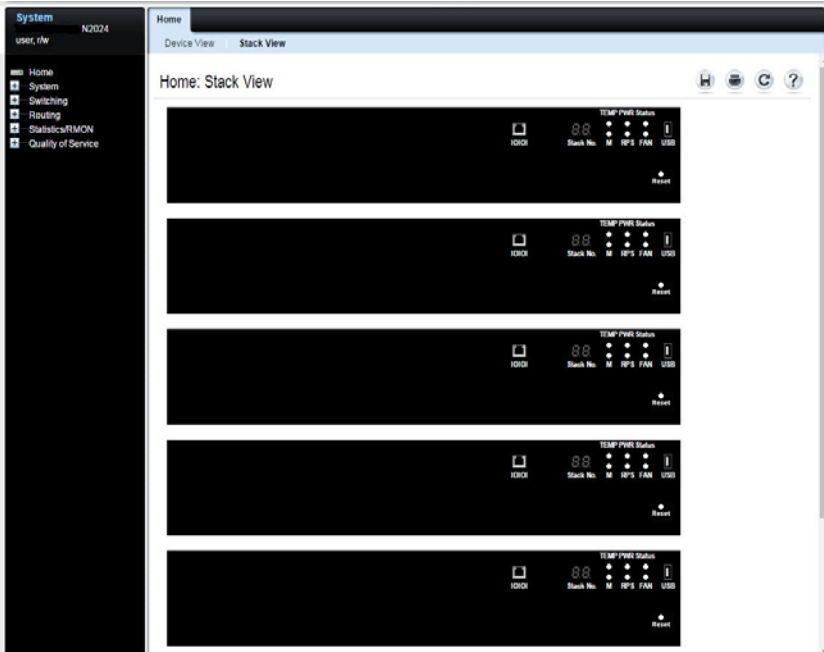 System
N2024
user, r/w
Home
Device View
Stack View
Home
System
Switching
Routing
Statistics/RMON
Quality of Service
Home: Stack View
TEMP PWR Status
IOIOI
88
Stack No.
M RPS FAN USB
Reset
TEMP PWR Status
IOIOI
88
Stack No.
M RPS FAN USB
Reset
TEMP PWR Status
IOIOI
88
Stack No.
M RPS FAN USB
Reset
TEMP PWR Status
IOIOI
88
Stack No.
M RPS FAN USB
Reset
TEMP PWR Status
IOIOI
88
Stack No.
M RPS FAN USB
Reset